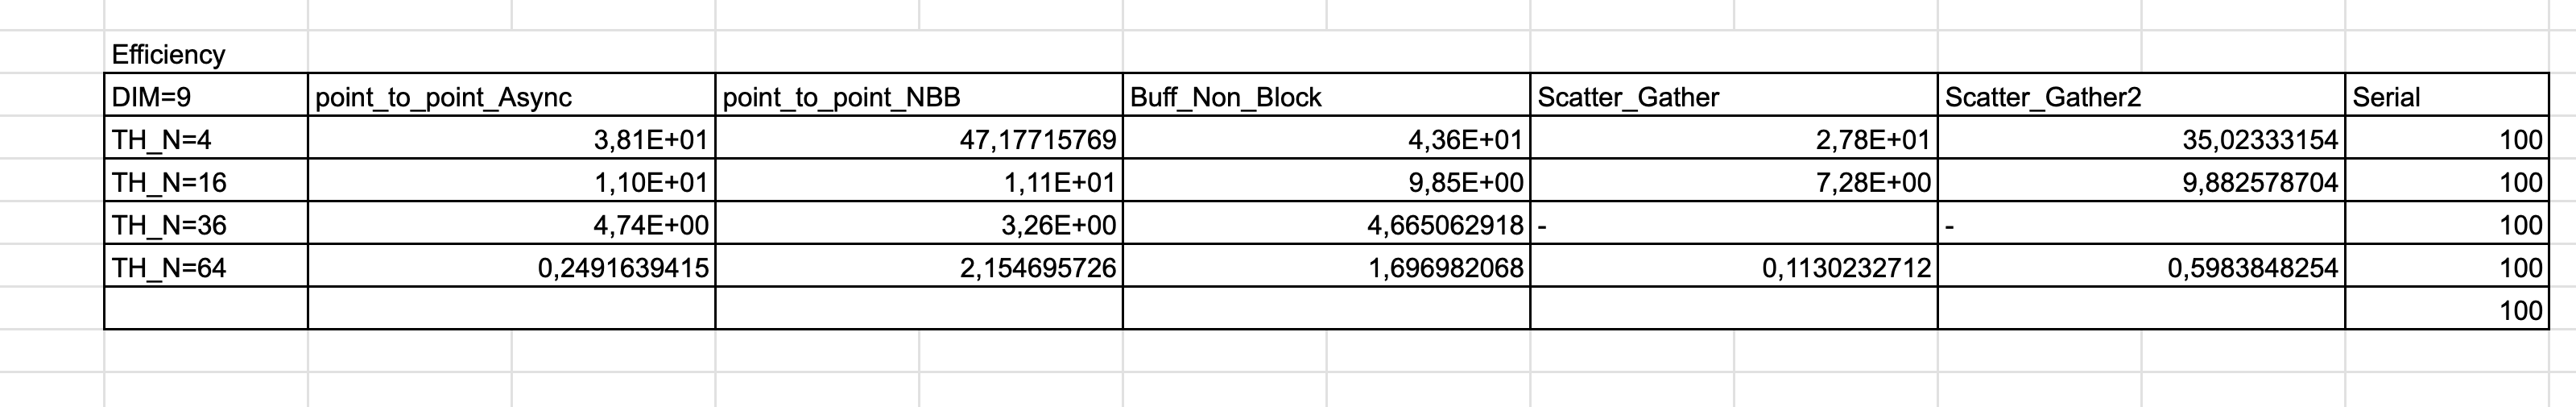 Efficiency
DIM=9 point_to_point_Async point_to_point_NBB Buff_Non_Block Scatter_Gather Scatter_Gather2 Serial
TH_N=4 3,81E+01 47,17715769 4,36E+01 2,78E+01 35,02333154 100
TH_N=16 1,10E+01 1,11E+01 9,85E+00 7,28E+00 9,882578704 100
TH_N=36 4,74E+00 3,26E+00 4,665062918 - - 100
TH_N=64 0,2491639415 2,154695726 1,696982068 0,1130232712 0,5983848254 100
100